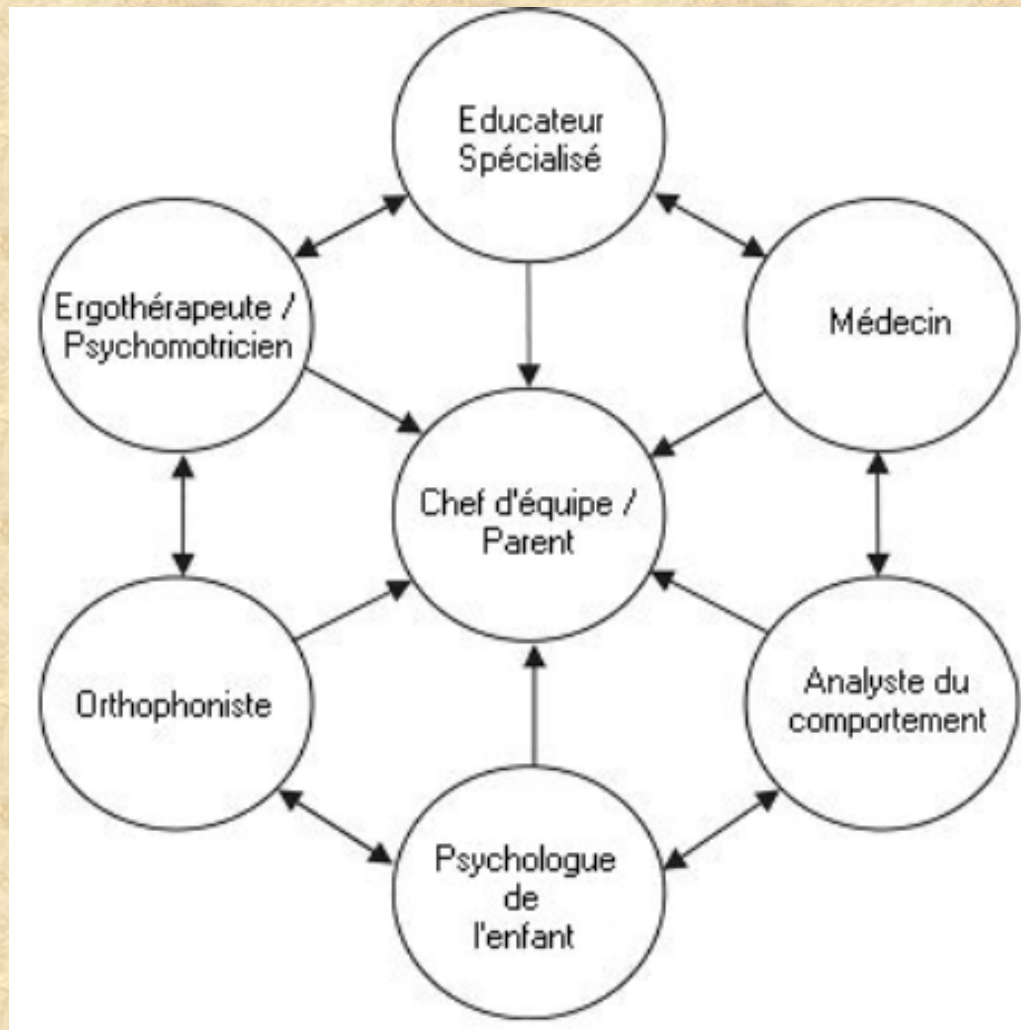 Educateur
Spécialisé
Ergothérapeute /
Psychomotricien
Médecin
Chef d'équipe /
Parent
Orthophoniste
Analyste du
comportement
Psychologue
de
l'enfant